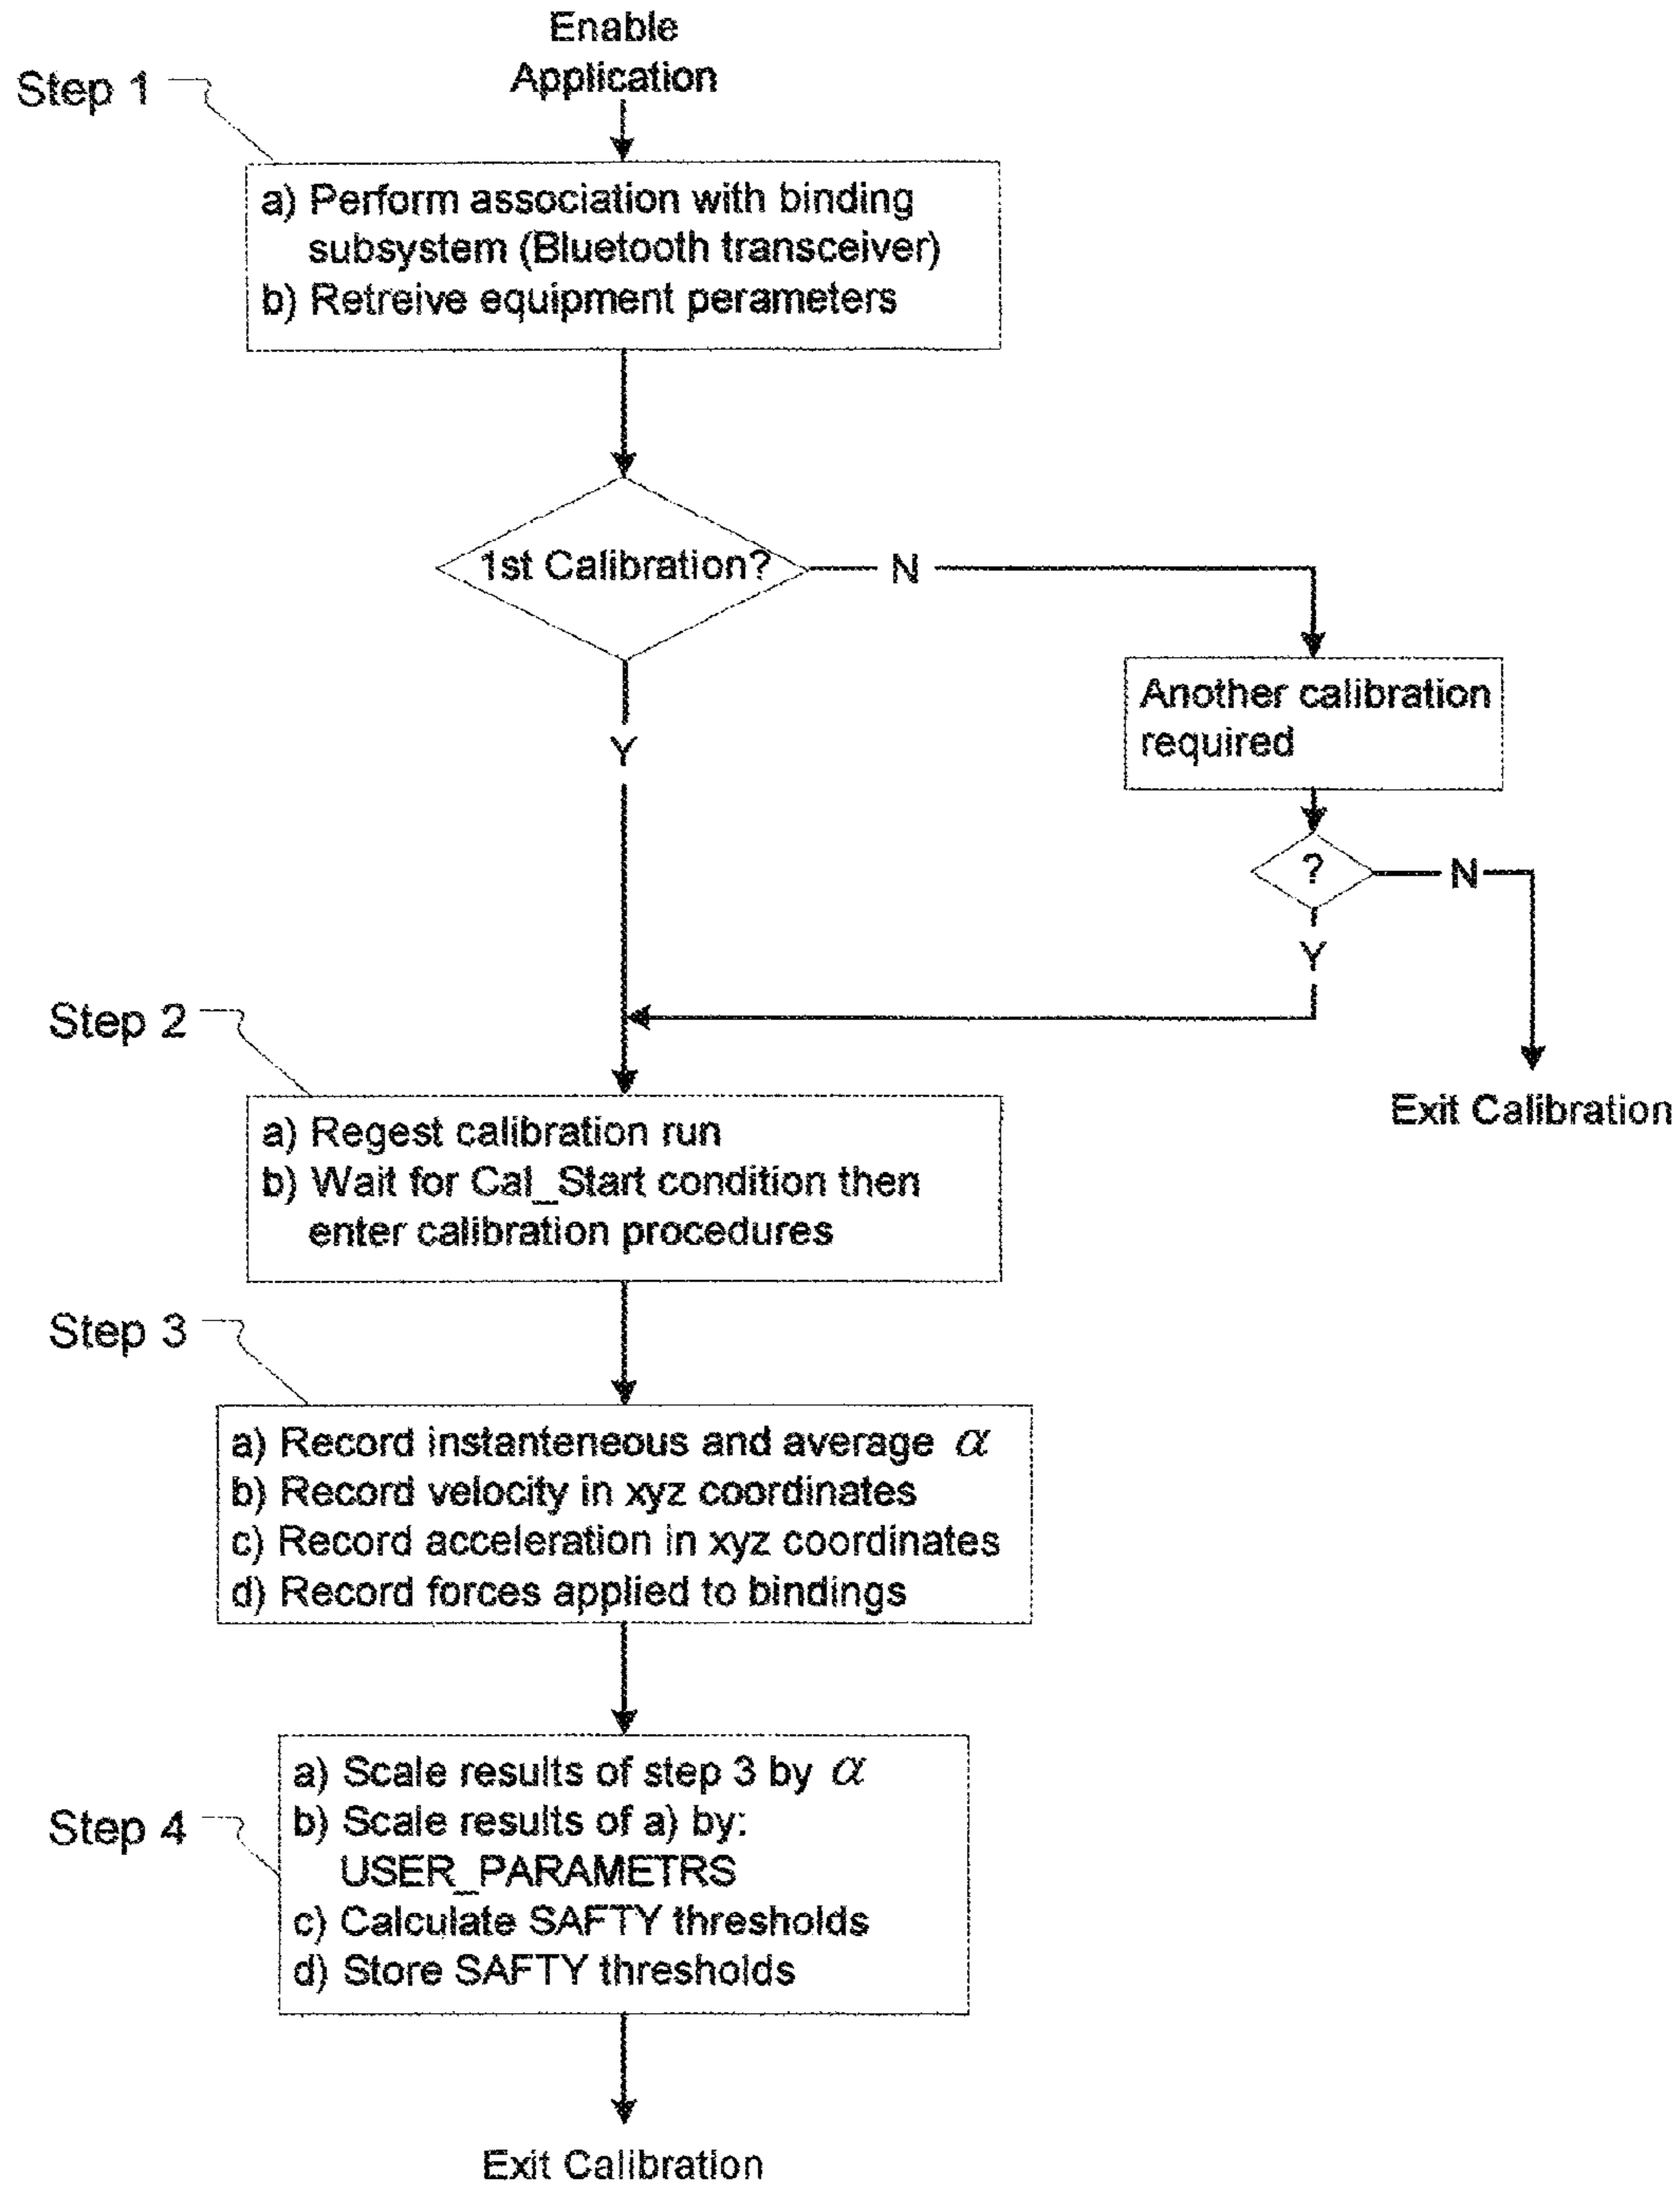 Enable
Application
Step 1
a) Perform association with binding
subsystem (Bluetooth transceiver)
b) Retreive equipment perameters
1st Calibration?
N
Another calibration
required
Y
?
N
Y
Exit Calibration
Step 2
a) Regest calibration run
b) Wait for Cal_Start condition then
enter calibration procedures
Step 3
a) Record instanteneous and average α
b) Record velocity in xyz coordinates
c) Record acceleration in xyz coordinates
d) Record forces applied to bindings
Step 4
a) Scale results of step 3 by α
b) Scale results of a) by:
USER_PARAMETRS
c) Calculate SAFTY thresholds
d) Store SAFTY thresholds
Exit Calibration